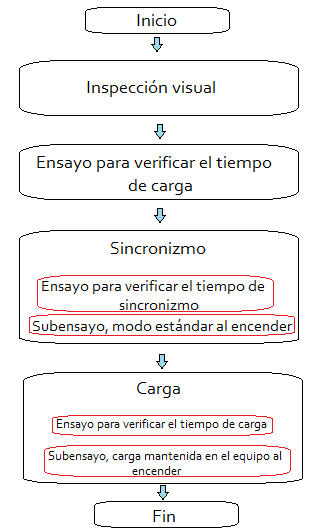 Inicio
Inspección visual
Ensayo para verificar el tiempo
de carga
Sincronizmo
Ensayo para verificar el tiempo de
sincronizmo
Subensayo, modo estándar al encender
Carga
Ensayo para verificar el tiempo de carga
Subensayo, carga mantenida en el equipo al
encender
Fin